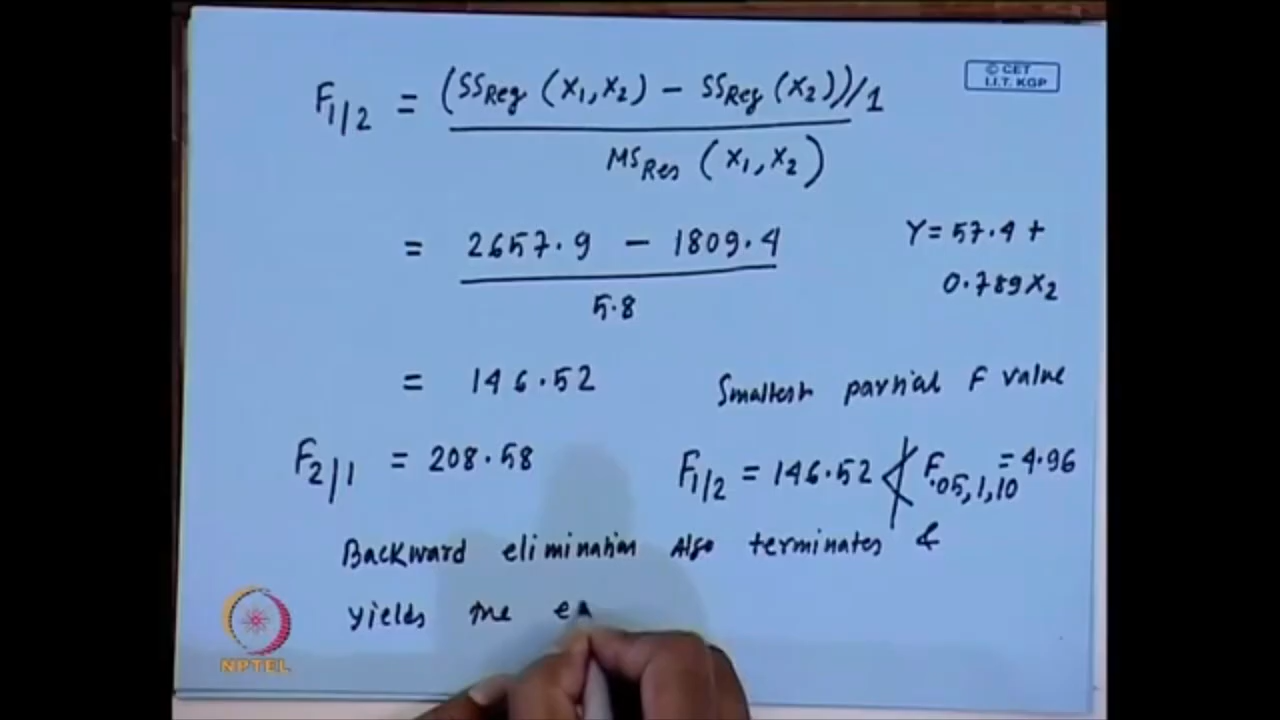 © CET
I.I.T. KGP
F1/2 = (SSReg (X1, X2) - SSReg (X2))/1
MSRes (X1, X2)
= 2657.9 - 1809.4
5.8
Y = 57.4 +
0.789X2
= 146.52
Smallest partial F value
F2/1 = 208.58
F1/2 = 146.52 ≮ F.05, 1, 10 = 4.96
Backward elimination also terminates &
yields the
NPTEL